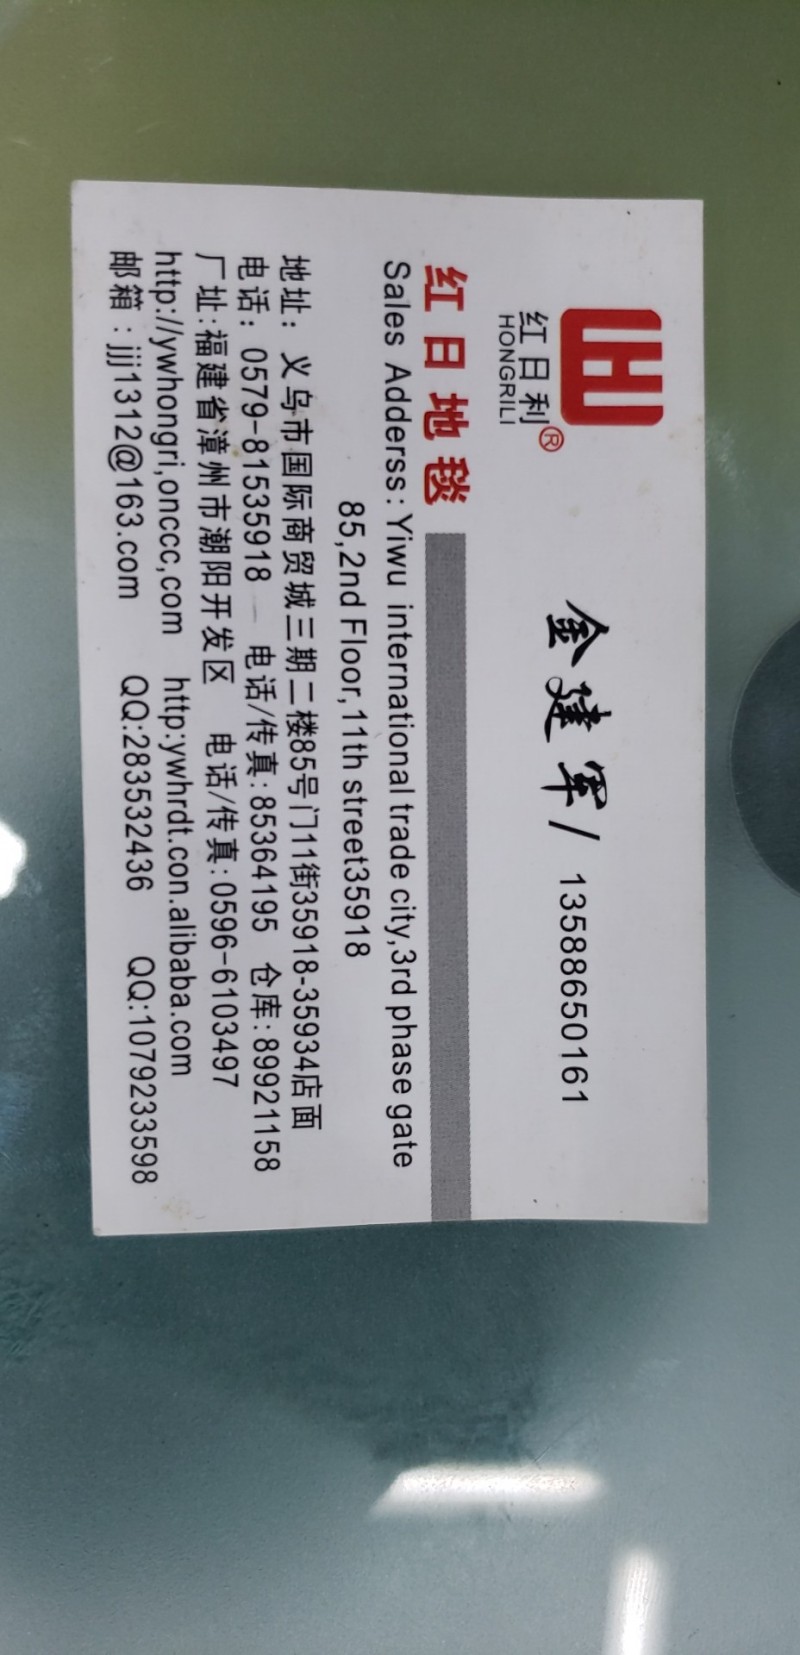 红日利®
HONGRILI
金建军/ 13588650161
红日地毯
Sales Adderss: Yiwu international trade city,3rd phase gate
85,2nd Floor,11th street35918
地址: 义乌市国际商贸城三期二楼85号门11街35918-35934店面
电话: 0579-81535918 电话/传真:85364195 仓库:89921158
厂址:福建省漳州市潮阳开发区 电话/传真:0596-6103497
http://ywhongri,onccc,com http:ywhrdt.con.alibaba.com
邮箱: jjj1312@163.com QQ:283532436 QQ:1079233598